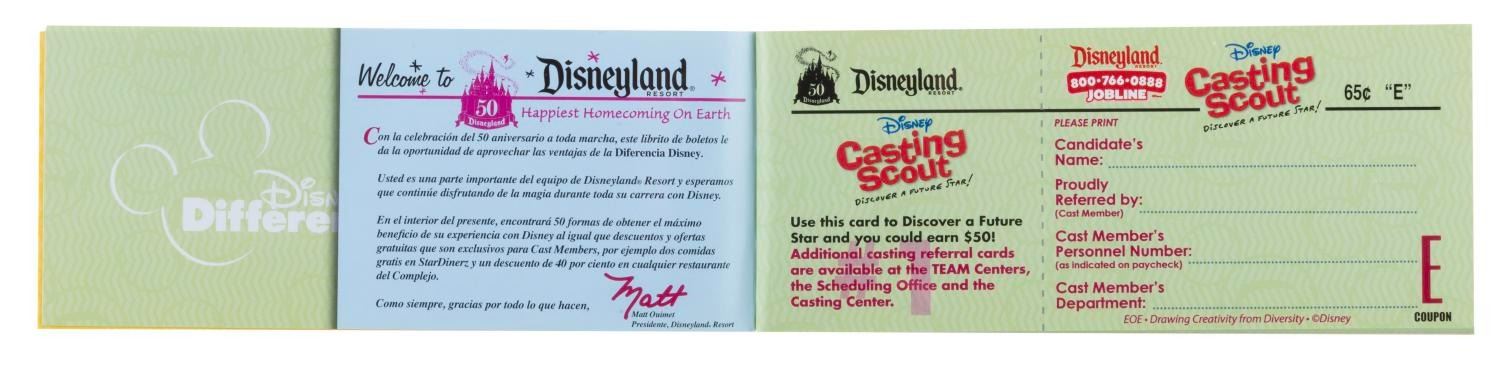 Disn
Differe
Welcome to Disneyland®
RESORT
50
Disneyland
Happiest Homecoming On Earth
Con la celebración del 50 aniversario a toda marcha, este librito de boletos le
da la oportunidad de aprovechar las ventajas de la Diferencia Disney.
Usted es una parte importante del equipo de Disneyland® Resort y esperamos
que continúe disfrutando de la magia durante toda su carrera con Disney.
En el interior del presente, encontrará 50 formas de obtener el máximo
beneficio de su experiencia con Disney al igual que descuentos y ofertas
gratuitas que son exclusivos para Cast Members, por ejemplo dos comidas
gratis en StarDinerz y un descuento de 40 por ciento en cualquier restaurante
del Complejo.
Como siempre, gracias por todo lo que hacen,
Matt
Matt Ouimet
Presidente, Disneyland® Resort
50
Disneyland
Disneyland®
RESORT
Disney
Casting
Scout
Discover a Future Star!
Use this card to Discover a Future
Star and you could earn $50!
Additional casting referral cards
are available at the TEAM Centers,
the Scheduling Office and the
Casting Center.
#1
Disneyland
RESORT
800•766•0888
JOBLINE
Disney
Casting
Scout
Discover a Future Star!
65¢ "E"
PLEASE PRINT
Candidate's
Name:
Proudly
Referred by:
(Cast Member)
Cast Member's
Personnel Number:
(as indicated on paycheck)
Cast Member's
Department:
EOE • Drawing Creativity from Diversity • ©Disney
E
COUPON